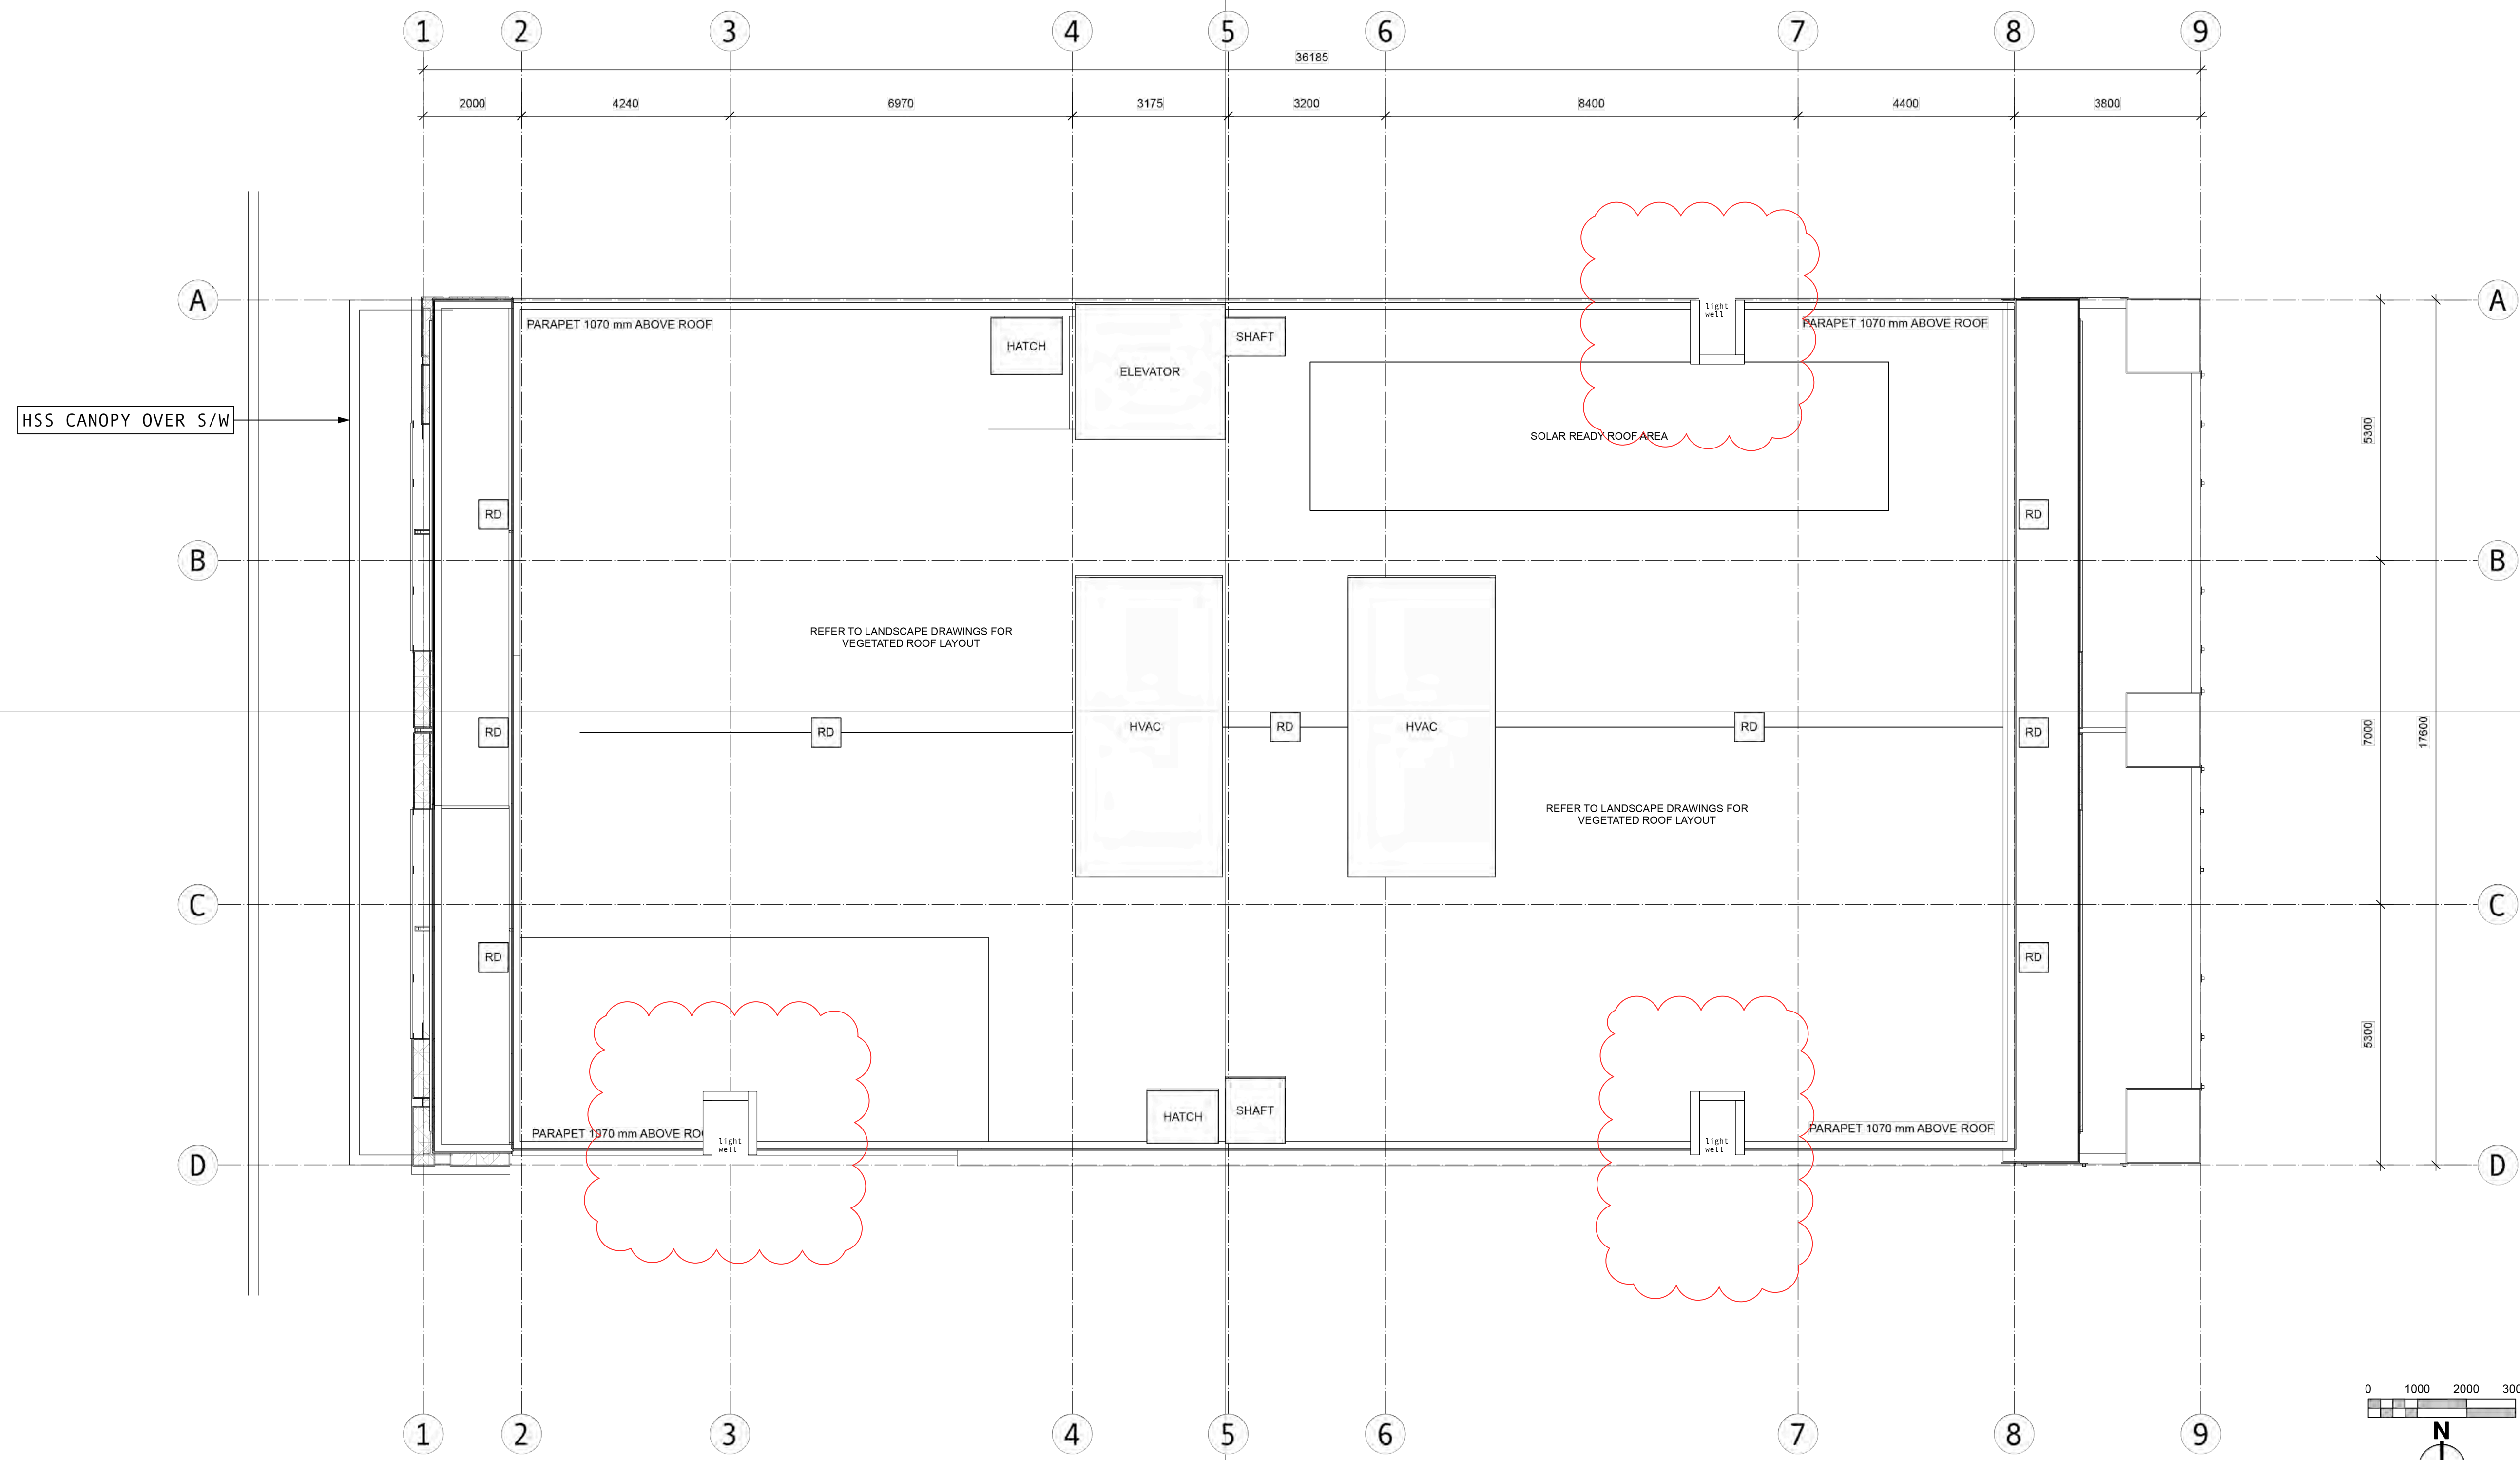 1 2 3 4 5 6 7 8 9
36185
2000 4240 6970 3175 3200 8400 4400 3800
A A
light
well
PARAPET 1070 mm ABOVE ROOF
PARAPET 1070 mm ABOVE ROOF
HATCH
ELEVATOR
SHAFT
HSS CANOPY OVER S/W
SOLAR READY ROOF AREA
5300
RD RD
B B
REFER TO LANDSCAPE DRAWINGS FOR
VEGETATED ROOF LAYOUT
RD RD HVAC RD HVAC RD RD
7000
17600
REFER TO LANDSCAPE DRAWINGS FOR
VEGETATED ROOF LAYOUT
C C
RD RD
5300
HATCH
SHAFT
PARAPET 1070 mm ABOVE
light
well
light
well
PARAPET 1070 mm ABOVE ROOF
D D
0 1000 2000
N
1 2 3 4 5 6 7 8 9